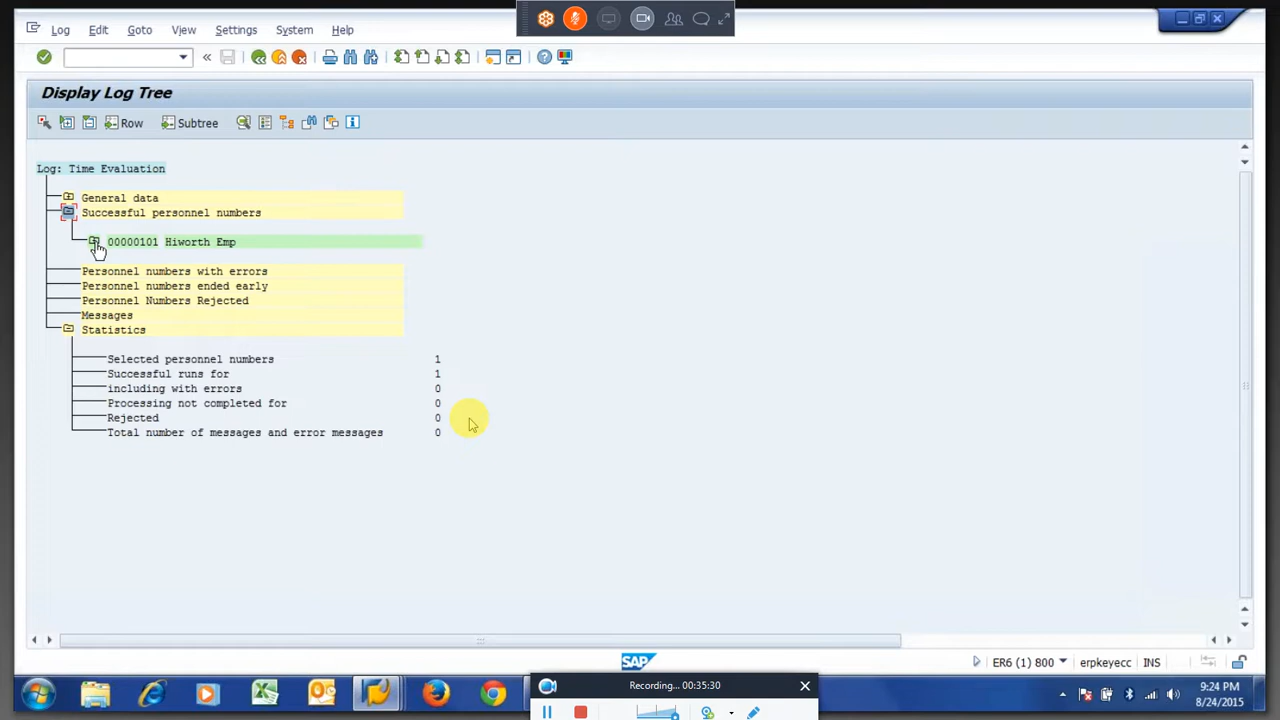 Log Edit Goto View Settings System Help
Display Log Tree
Row Subtree
Log: Time Evaluation
General data
Successful personnel numbers
00000101 Hiworth Emp
Personnel numbers with errors
Personnel numbers ended early
Personnel Numbers Rejected
Messages
Statistics
Selected personnel numbers 1
Successful runs for 1
including with errors 0
Processing not completed for 0
Rejected 0
Total number of messages and error messages 0
SAP
ER6 (1) 800 erpkeyecc INS
Recording... 00:35:30
9:24 PM
8/24/2015